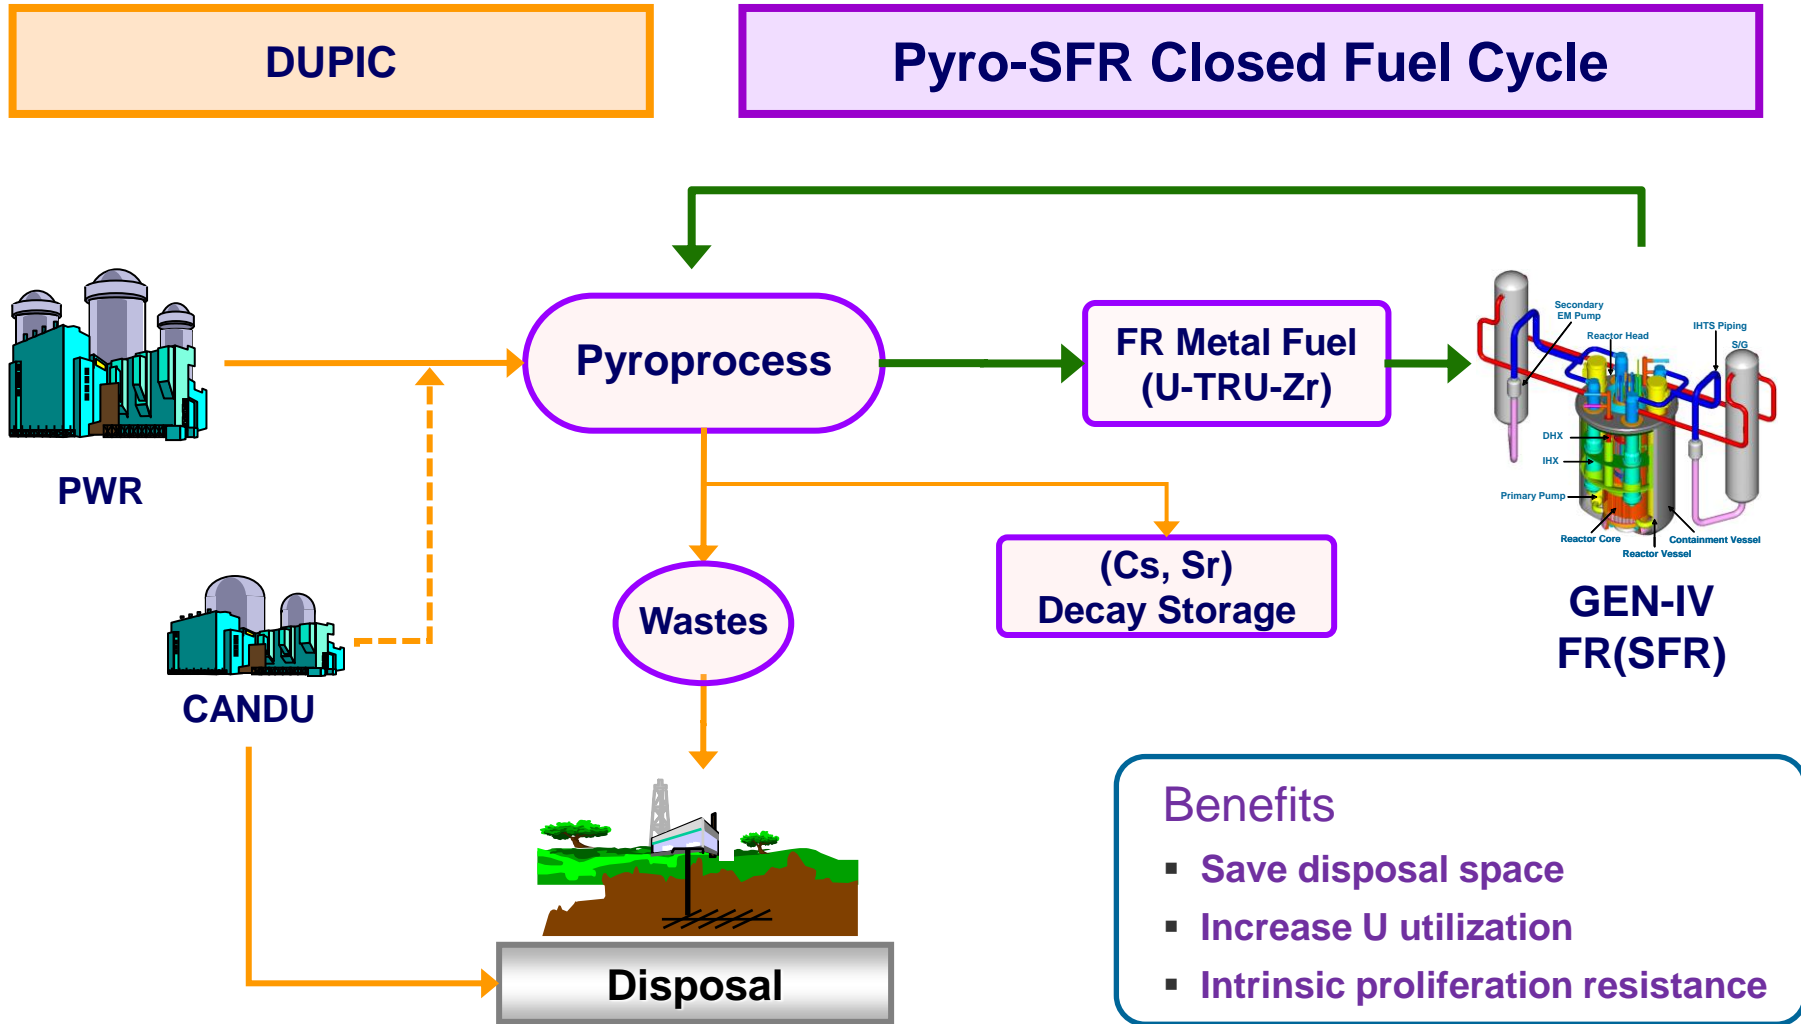 DUPIC
Pyro-SFR Closed Fuel Cycle
PWR
CANDU
Pyroprocess
FR Metal Fuel
(U-TRU-Zr)
Wastes
(Cs, Sr)
Decay Storage
Disposal
Secondary
EM Pump
Reactor Head
IHTS Piping
S/G
DHX
IHX
Primary Pump
Reactor Core
Reactor Vessel
Containment Vessel
GEN-IV
FR(SFR)
Benefits
▪ Save disposal space
▪ Increase U utilization
▪ Intrinsic proliferation resistance